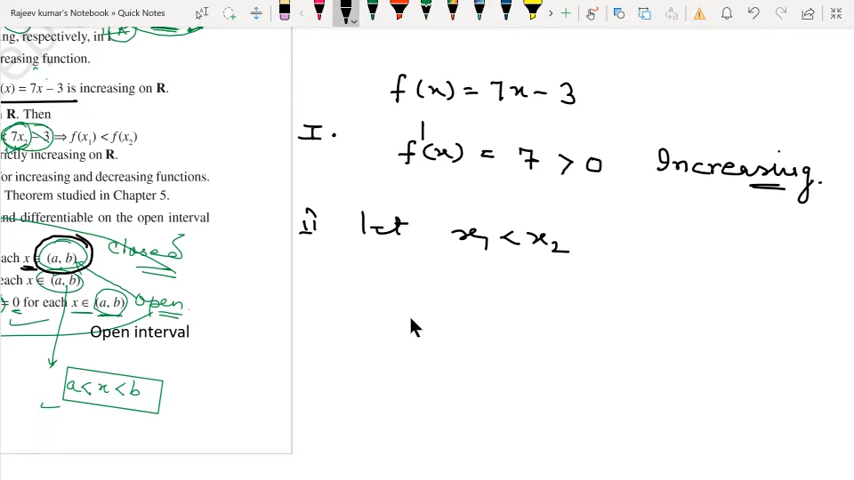 Rajeev kumar's Notebook » Quick Notes
ng, respectively, in R
reasing function.
(x) = 7x – 3 is increasing on R.
R. Then
7x₂ – 3 ⇒ f(x₁) < f(x₂)
rictly increasing on R.
for increasing and decreasing functions.
Theorem studied in Chapter 5.
nd differentiable on the open interval
each x ∈ (a, b)
closed
each x ∈ (a, b)
= 0 for each x ∈ (a, b)
Open
Open interval
a < x < b
f(x) = 7x – 3
I.
f'(x) = 7 > 0 Increasing.
II let x₁ < x₂